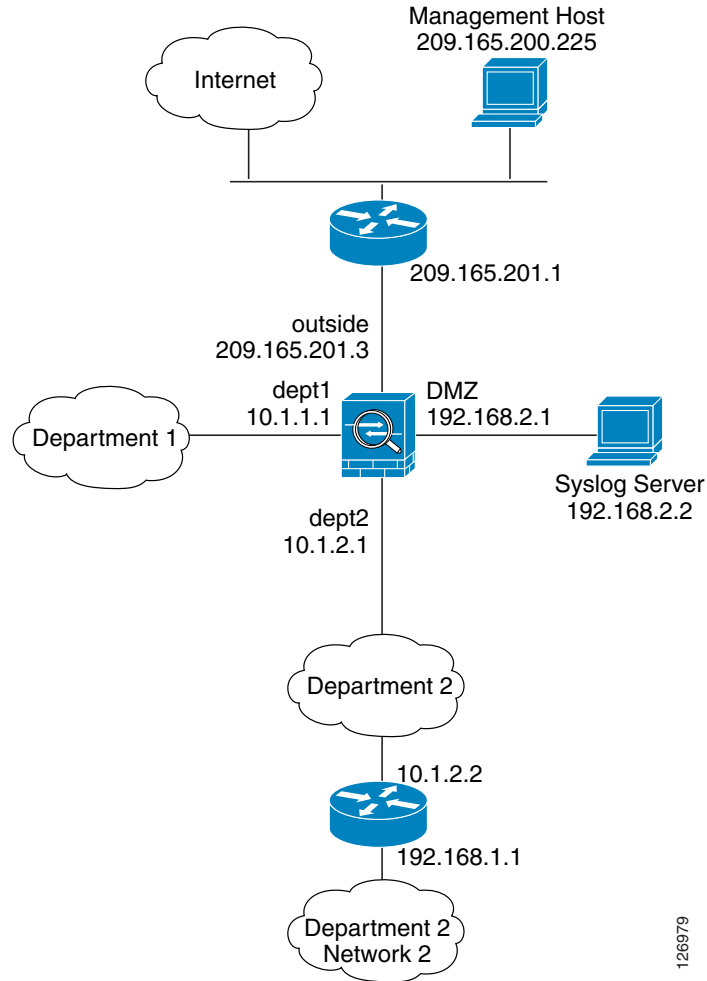 Management Host
209.165.200.225
Internet
209.165.201.1
outside
209.165.201.3
dept1
10.1.1.1
DMZ
192.168.2.1
Department 1
Syslog Server
192.168.2.2
dept2
10.1.2.1
Department 2
10.1.2.2
192.168.1.1
Department 2
Network 2
126979